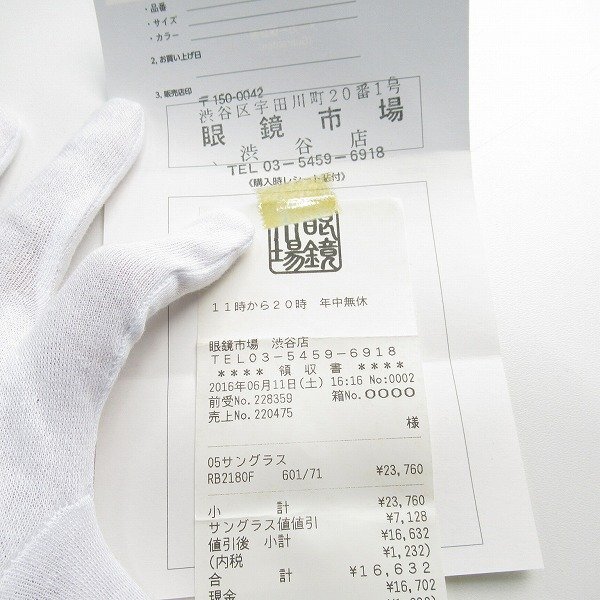 ・品番
・サイズ
・カラー
2. お買い上げ日
3. 販売店印
〒150-0042
渋谷区宇田川町20番1号
眼鏡市場
渋谷店
TEL 03-5459-6918
《購入時レシート添付》
眼鏡
市場
11時から20時 年中無休
眼鏡市場 渋谷店
TEL03-5459-6918
**** 領収書 ****
2016年06月11日(土) 16:16 No:0002
前受No.228359 箱No.0000
売上No.220475
様
05サングラス
RB2180F 601/71 ¥23,760
小計 ¥23,760
サングラス値値引 ¥7,128
値引後 小計 ¥16,632
(内税 ¥1,232)
合計 ¥16,632
現金 ¥16,702